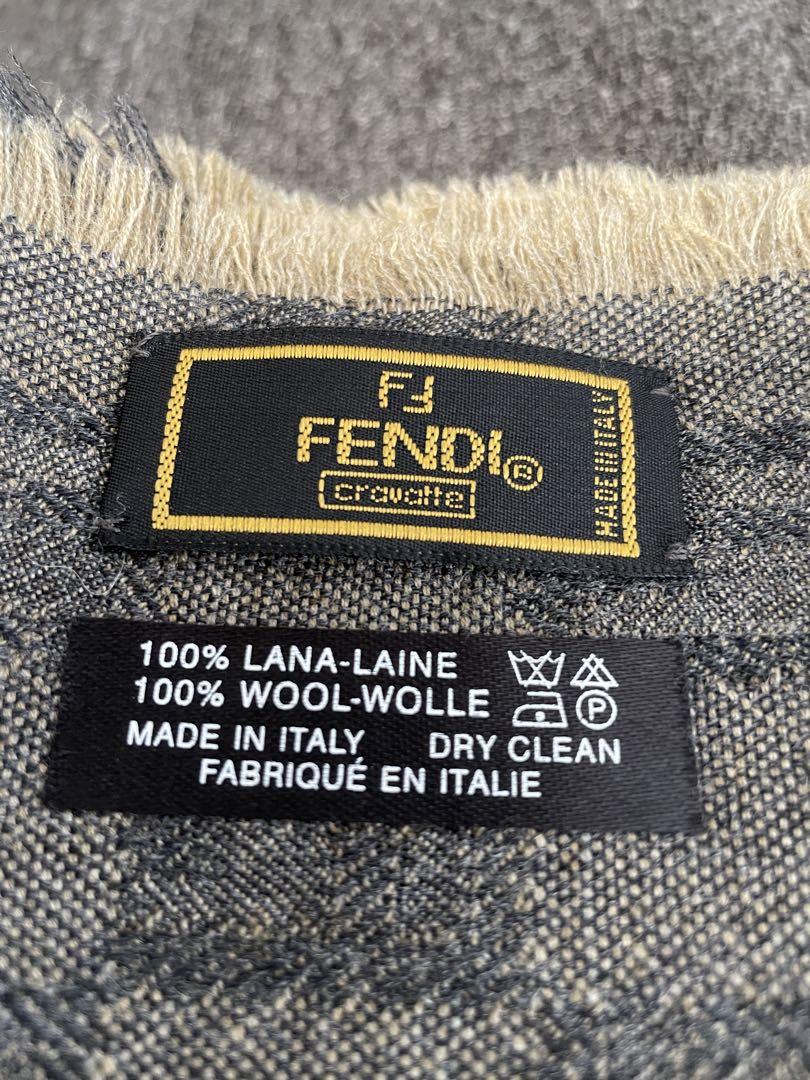 FF
FENDI®
cravatte
MADE IN ITALY
100% LANA-LAINE
100% WOOL-WOLLE
P
MADE IN ITALY DRY CLEAN
FABRIQUÉ EN ITALIE